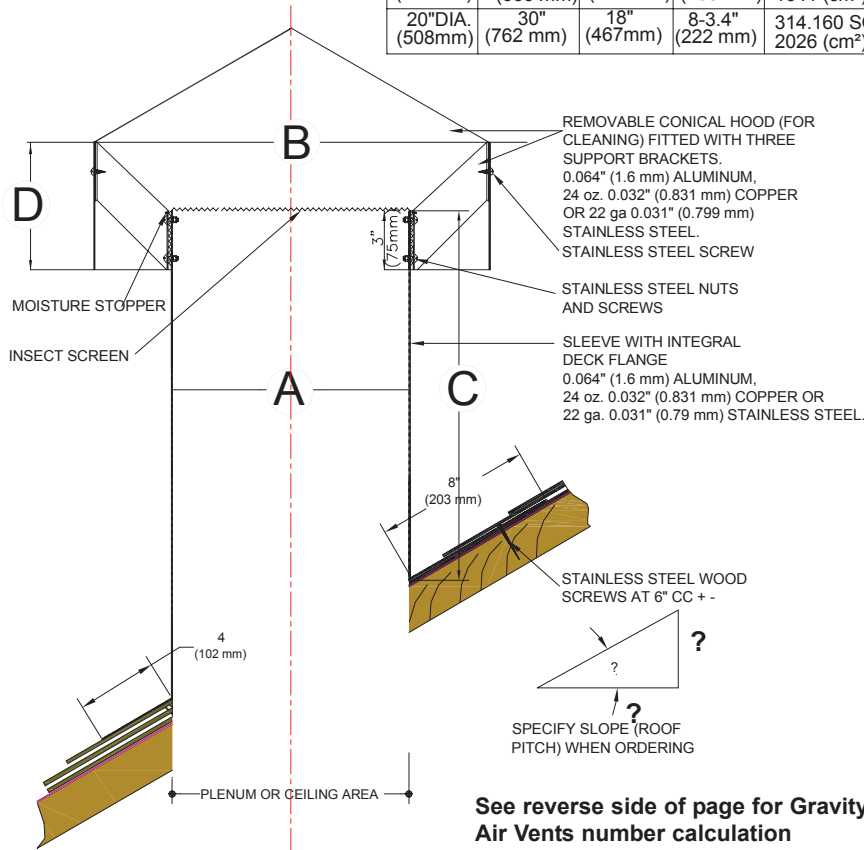 20"DIA. 30" 18" 8-3.4" 314.160
(508mm) (762 mm) (467mm) (222 mm) 2026 (cm²)
B
D
A
C
REMOVABLE CONICAL HOOD (FOR
CLEANING) FITTED WITH THREE
SUPPORT BRACKETS.
0.064" (1.6 mm) ALUMINUM,
24 oz. 0.032" (0.831 mm) COPPER
OR 22 ga 0.031" (0.799 mm)
STAINLESS STEEL.
STAINLESS STEEL SCREW
3"
(75mm)
STAINLESS STEEL NUTS
AND SCREWS
MOISTURE STOPPER
INSECT SCREEN
SLEEVE WITH INTEGRAL
DECK FLANGE
0.064" (1.6 mm) ALUMINUM,
24 oz. 0.032" (0.831 mm) COPPER OR
22 ga. 0.031" (0.79 mm) STAINLESS STEEL.
8"
(203 mm)
STAINLESS STEEL WOOD
SCREWS AT 6" CC + -
4
(102 mm)
?
?
?
SPECIFY SLOPE (ROOF
PITCH) WHEN ORDERING
PLENUM OR CEILING AREA
See reverse side of page for Gravity
Air Vents number calculation